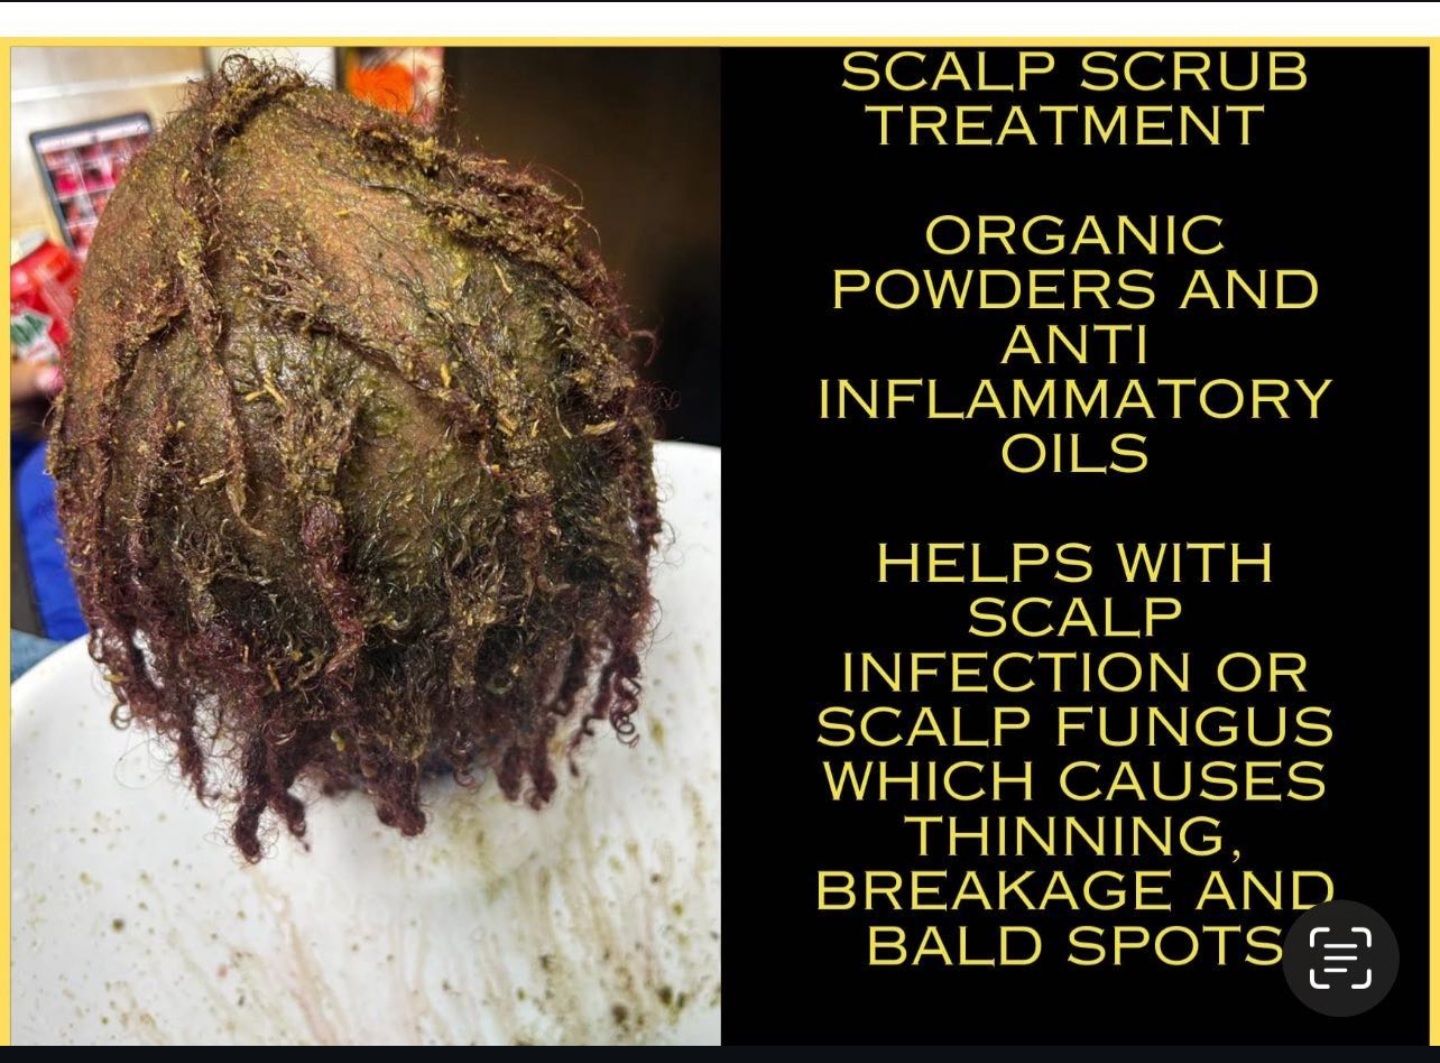 SCALP SCRUB
TREATMENT
ORGANIC
POWDERS AND
ANTI
INFLAMMATORY
OILS
HELPS WITH
SCALP
INFECTION OR
SCALP FUNGUS
WHICH CAUSES
THINNING,
BREAKAGE AND
BALD SPOTS